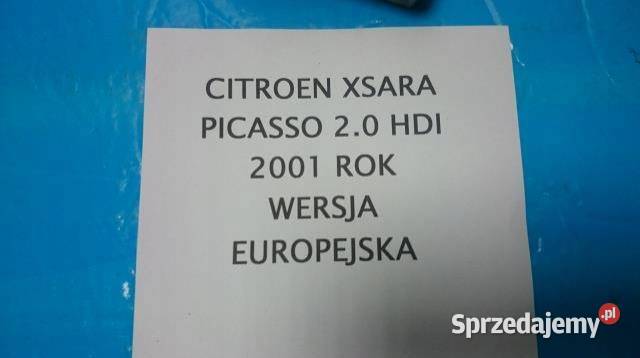 CITROEN XSARA
PICASSO 2.0 HDI
2001 ROK
WERSJA
EUROPEJSKA
Sprzedajemy.pl